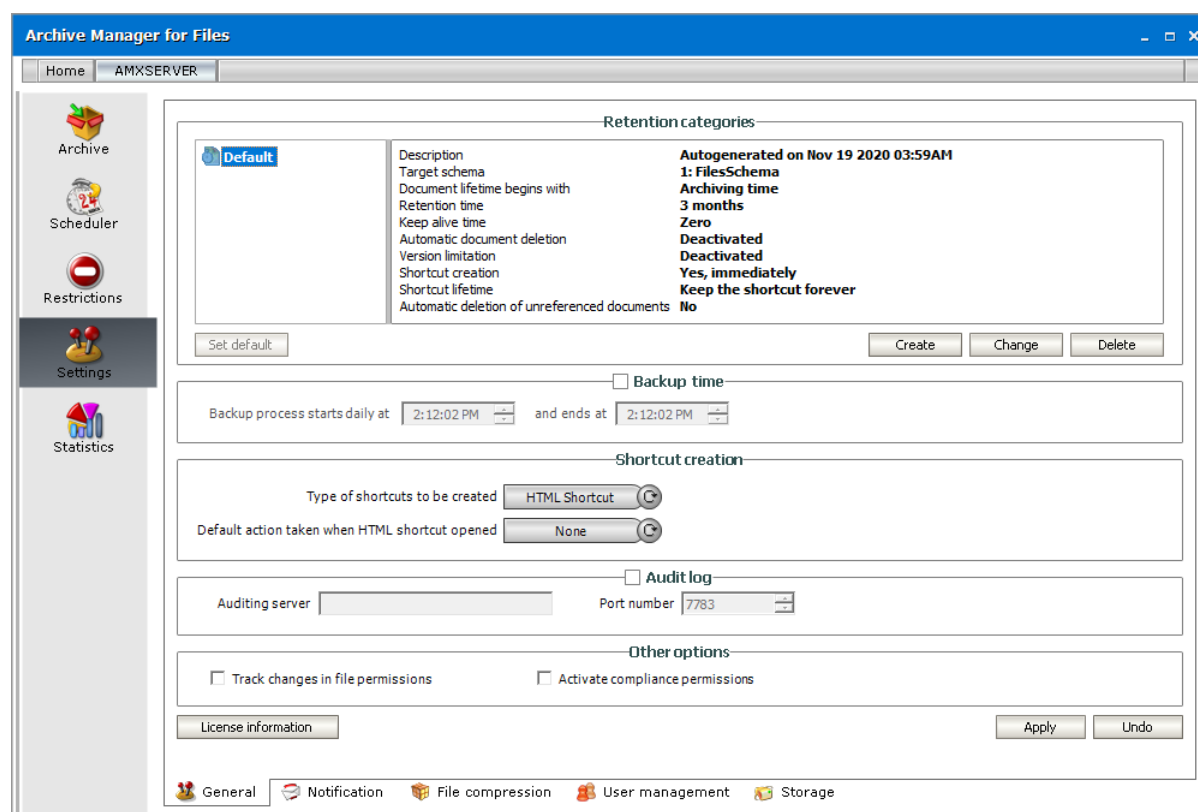 Archive Manager for Files
Home AMXSERVER
Archive
Scheduler
Restrictions
Settings
Statistics
Retention categories
Default
Description Autogenerated on Nov 19 2020 03:59AM
Target schema 1: FilesSchema
Document lifetime begins with Archiving time
Retention time 3 months
Keep alive time Zero
Automatic document deletion Deactivated
Version limitation Deactivated
Shortcut creation Yes, immediately
Shortcut lifetime Keep the shortcut forever
Automatic deletion of unreferenced documents No
Set default Create Change Delete
Backup time
Backup process starts daily at 2:12:02 PM and ends at 2:12:02 PM
Shortcut creation
Type of shortcuts to be created HTML Shortcut
Default action taken when HTML shortcut opened None
Audit log
Auditing server Port number 7783
Other options
Track changes in file permissions Activate compliance permissions
License information Apply Undo
General Notification File compression User management Storage